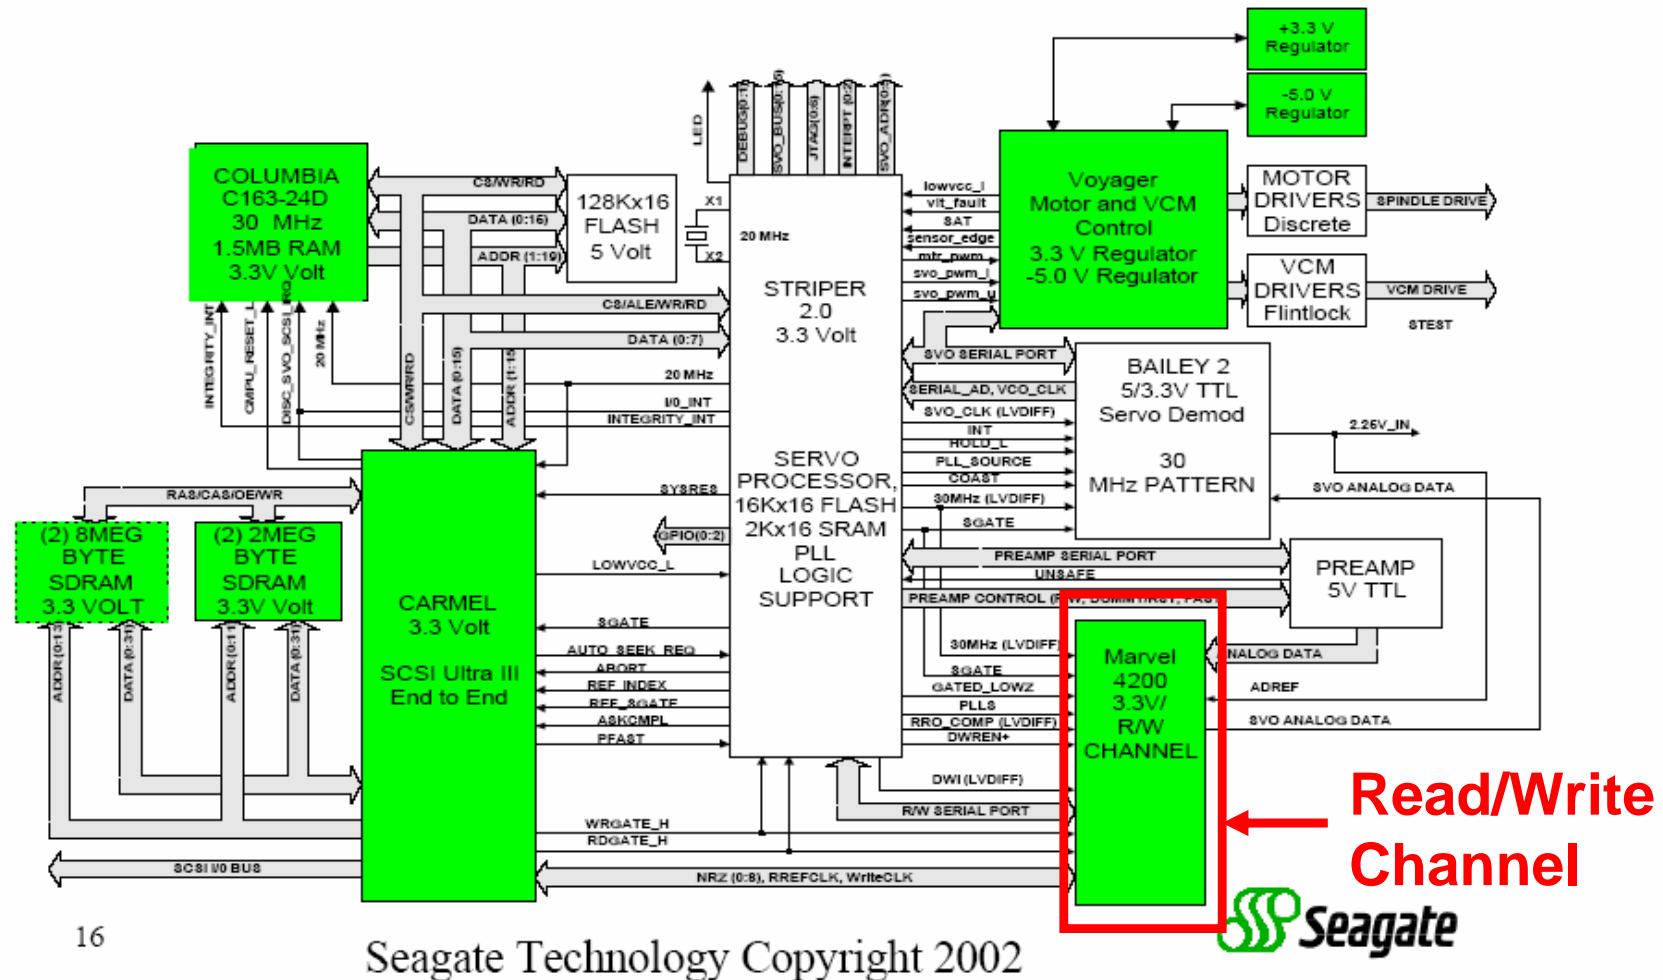 +3.3 V
Regulator
-5.0 V
Regulator
LED
DEBUG(0:1)
SVO_BUS(0:15)
JTAG(0:6)
INTERPT (0:2)
COLUMBIA
C163-24D
30 MHz
1.5MB RAM
3.3V Volt
CS/WR/RD
DATA (0:16)
ADDR (1:19)
128Kx16
FLASH
5 Volt
X1
X2
20 MHz
STRIPER
2.0
3.3 Volt
SERVO
PROCESSOR,
16Kx16 FLASH
2Kx16 SRAM
PLL
LOGIC
SUPPORT
lowvcc_l
vlt_fault
SAT
sensor_edge
mtr_pwm
svo_pwm_l
svo_pwm_u
Voyager
Motor and VCM
Control
3.3 V Regulator
-5.0 V Regulator
MOTOR
DRIVERS
Discrete
SPINDLE DRIVE
VCM
DRIVERS
Flintlock
VCM DRIVE
STEST
INTEGRITY_INT
CMPU_RESET_L
DISC_SVO_SCSI_IRQ
20 MHz
CS/WR/RD
DATA (0:15)
ADDR (1:15)
CS/ALE/WR/RD
DATA (0:7)
20 MHz
I/O_INT
INTEGRITY_INT
SVO SERIAL PORT
SERIAL_AD, VCO_CLK
SVO_CLK (LVDIFF)
INT
HOLD_L
PLL_SOURCE
COAST
30MHz (LVDIFF)
SGATE
BAILEY 2
5/3.3V TTL
Servo Demod
30
MHz PATTERN
2.25V_IN
SVO ANALOG DATA
RAS/CAS/OE/WR
(2) 8MEG
BYTE
SDRAM
3.3 VOLT
(2) 2MEG
BYTE
SDRAM
3.3V Volt
ADDR (0:13)
DATA (0:31)
ADDR (0:11)
DATA (0:31)
CARMEL
3.3 Volt
SCSI Ultra III
End to End
SYSRES
GPIO(0:2)
LOWVCC_L
SGATE
AUTO_SEEK_REQ
ABORT
REF_INDEX
REF_SGATE
ASKCMPL
PFAST
PREAMP SERIAL PORT
UNSAFE
PREAMP CONTROL (R/W,
PREAMP
5V TTL
30MHz (LVDIFF)
SGATE
GATED_LOWZ
PLLS
RRO_COMP (LVDIFF)
DWREN+
Marvel
4200
3.3V/
R/W
CHANNEL
NALOG DATA
ADREF
SVO ANALOG DATA
DWI (LVDIFF)
R/W SERIAL PORT
WRGATE_H
RDGATE_H
SCSI I/O BUS
NRZ (0:8), RREFCLK, WriteCLK
Read/Write
Channel
Seagate
16
Seagate Technology Copyright 2002